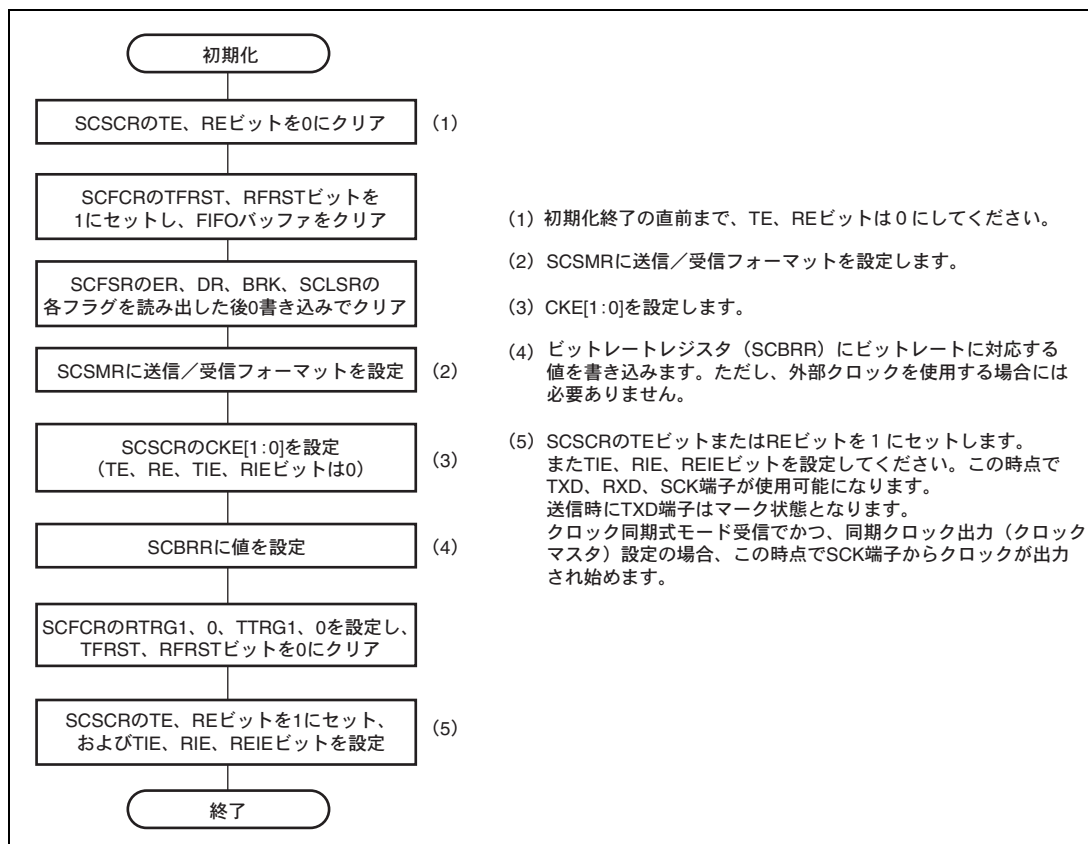 初期化
SCSCRのTE、REビットを0にクリア
(1)
SCFCRのTFRST、RFRSTビットを
1にセットし、FIFOバッファをクリア
SCFSRのER、DR、BRK、SCLSRの
各フラグを読み出した後0書き込みでクリア
SCSMRに送信／受信フォーマットを設定
(2)
SCSCRのCKE[1:0]を設定
（TE、RE、TIE、RIEビットは0）
(3)
SCBRRに値を設定
(4)
SCFCRのRTRG1、0、TTRG1、0を設定し、
TFRST、RFRSTビットを0にクリア
SCSCRのTE、REビットを1にセット、
およびTIE、RIE、REIEビットを設定
(5)
終了
(1) 初期化終了の直前まで、TE、REビットは0にしてください。
(2) SCSMRに送信／受信フォーマットを設定します。
(3) CKE[1:0]を設定します。
(4) ビットレートレジスタ（SCBRR）にビットレートに対応する
値を書き込みます。ただし、外部クロックを使用する場合には
必要ありません。
(5) SCSCRのTEビットまたはREビットを1にセットします。
またTIE、RIE、REIEビットを設定してください。この時点で
TXD、RXD、SCK端子が使用可能になります。
送信時にTXD端子はマーク状態となります。
クロック同期式モード受信でかつ、同期クロック出力（クロック
マスタ）設定の場合、この時点でSCK端子からクロックが出力
され始めます。